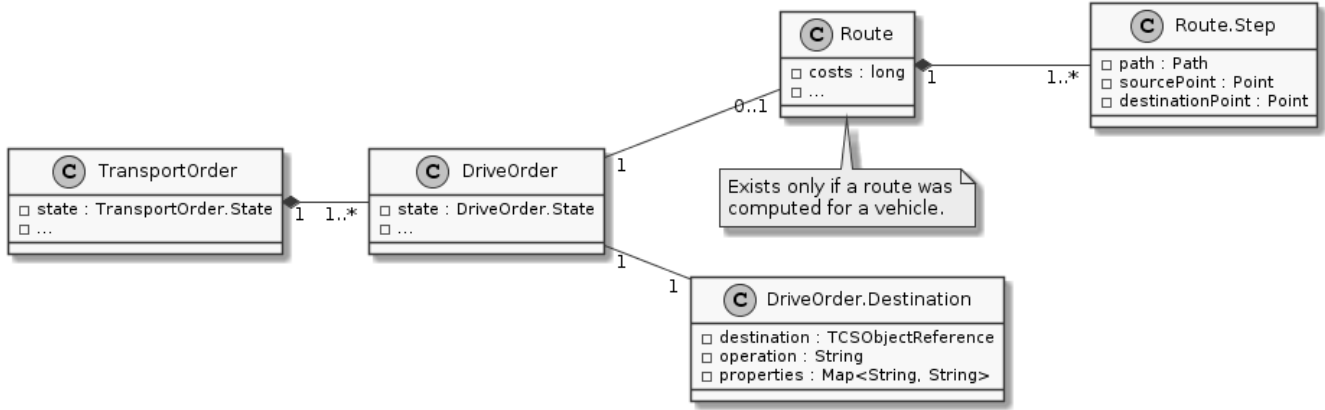 C Route
costs : long
...
1
1..*
C Route.Step
path : Path
sourcePoint : Point
destinationPoint : Point
0..1
1
C TransportOrder
state : TransportOrder.State
...
1
1..*
C DriveOrder
state : DriveOrder.State
...
Exists only if a route was
computed for a vehicle.
1
1
C DriveOrder.Destination
destination : TCSObjectReference
operation : String
properties : Map<String, String>